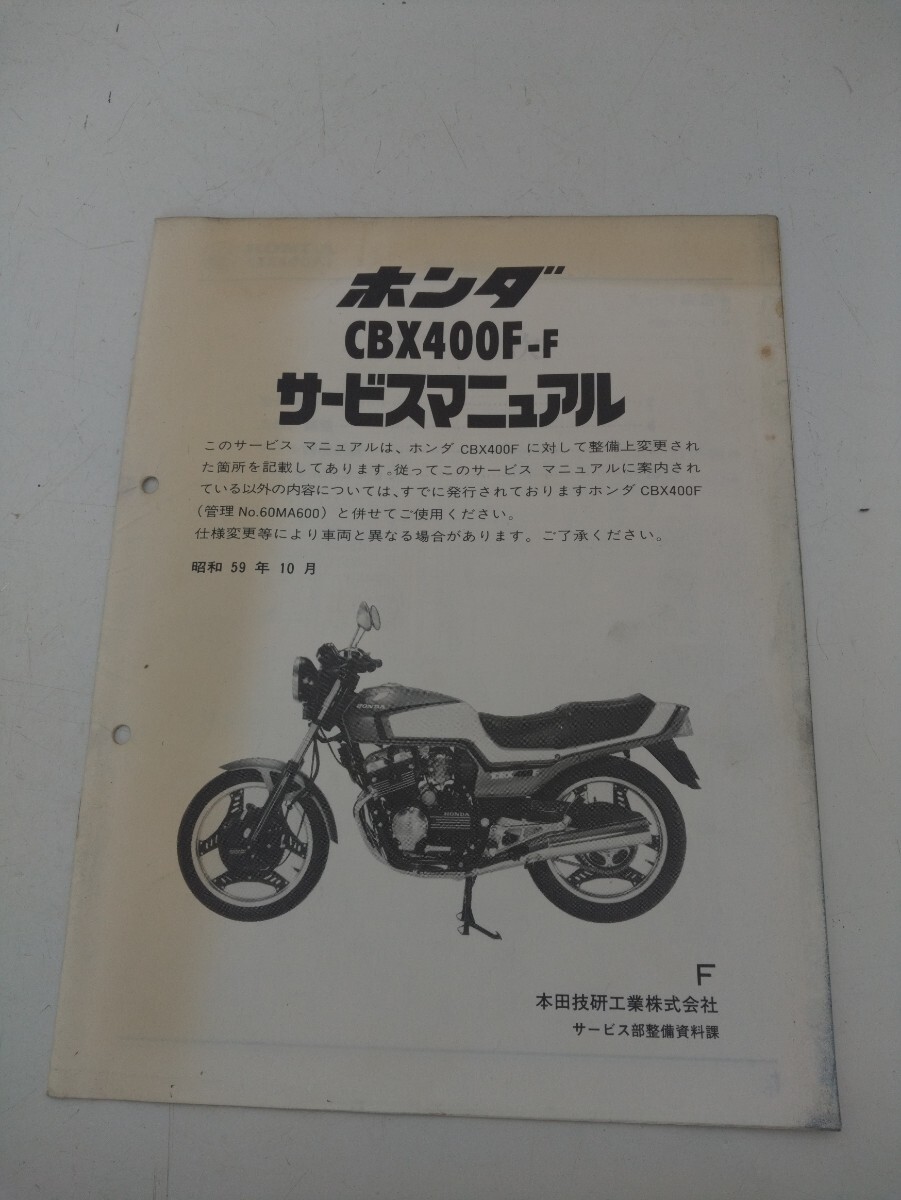 ホンダ
CBX400F-F
サービスマニュアル
このサービス マニュアルは、ホンダ CBX400F に対して整備上変更され
た箇所を記載してあります。従ってこのサービス マニュアルに案内され
ている以外の内容については、すでに発行されておりますホンダ CBX400F
（管理 No.60MA600）と併せてご使用ください。
仕様変更等により車両と異なる場合があります。ご了承ください。
昭和 59 年 10 月
HONDA
HONDA
F
本田技研工業株式会社
サービス部整備資料課